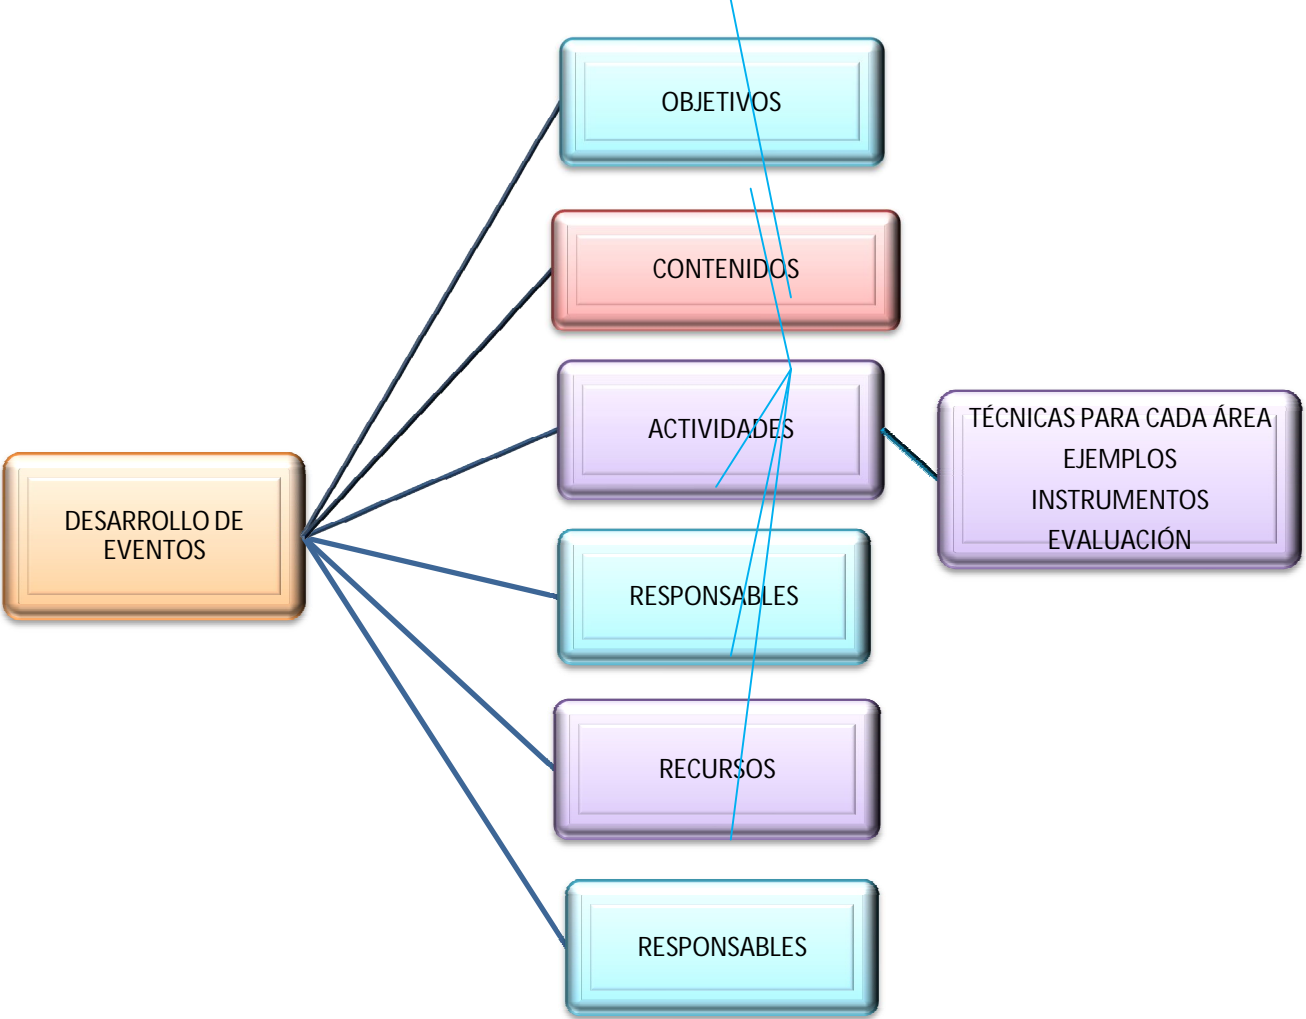 OBJETIVOS
CONTENIDOS
ACTIVIDADES
TÉCNICAS PARA CADA ÁREA
EJEMPLOS
INSTRUMENTOS
EVALUACIÓN
DESARROLLO DE
EVENTOS
RESPONSABLES
RECURSOS
RESPONSABLES